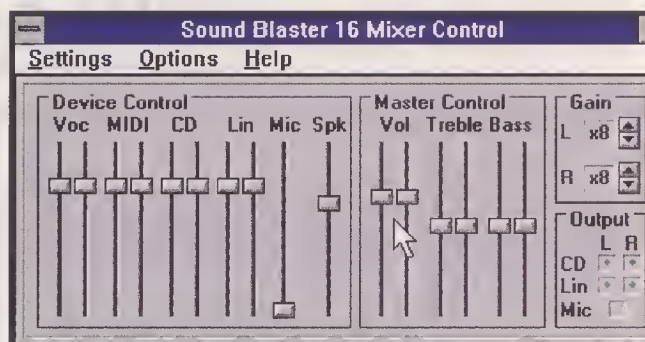 Sound Blaster 16 Mixer Control
Settings Options Help
Device Control
Voc MIDI CD Lin Mic Spk
Master Control
Vol Treble Bass
Gain
L x8
R x8
Output
L R
CD
Lin
Mic